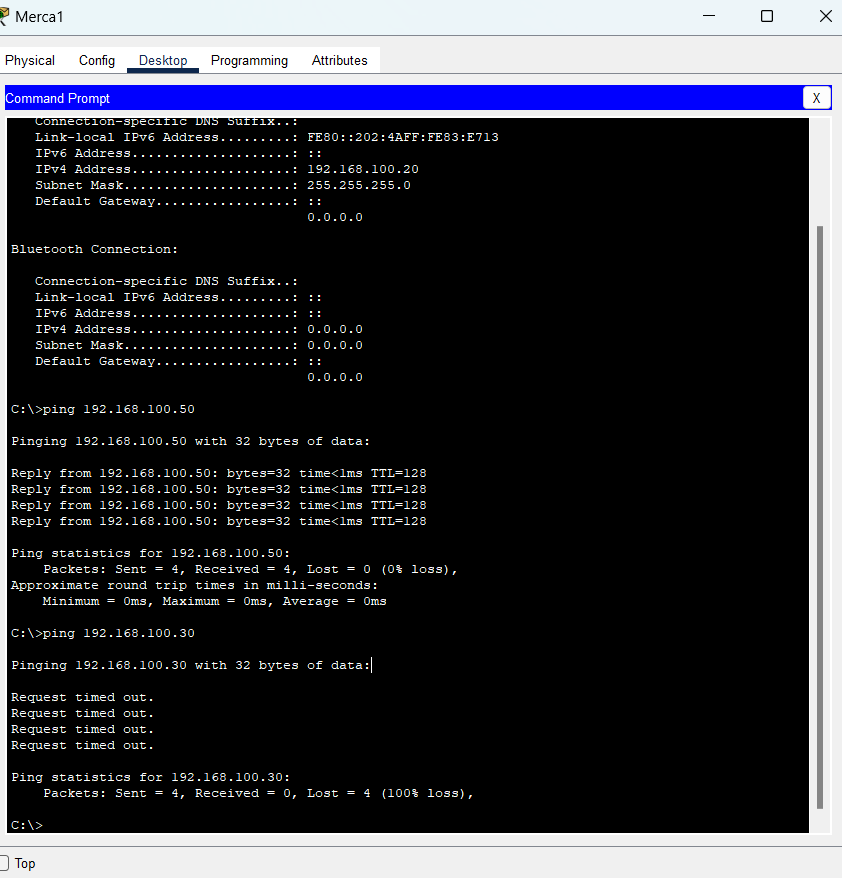 Merca1
Physical Config Desktop Programming Attributes
Command Prompt X
Connection-specific DNS Suffix..:
Link-local IPv6 Address.........: FE80::202:4AFF:FE83:E713
IPv6 Address....................: ::
IPv4 Address....................: 192.168.100.20
Subnet Mask.....................: 255.255.255.0
Default Gateway.................: ::
0.0.0.0
Bluetooth Connection:
Connection-specific DNS Suffix..:
Link-local IPv6 Address.........: ::
IPv6 Address....................: ::
IPv4 Address....................: 0.0.0.0
Subnet Mask.....................: 0.0.0.0
Default Gateway.................: ::
0.0.0.0
C:\>ping 192.168.100.50
Pinging 192.168.100.50 with 32 bytes of data:
Reply from 192.168.100.50: bytes=32 time<1ms TTL=128
Reply from 192.168.100.50: bytes=32 time<1ms TTL=128
Reply from 192.168.100.50: bytes=32 time<1ms TTL=128
Reply from 192.168.100.50: bytes=32 time<1ms TTL=128
Ping statistics for 192.168.100.50:
Packets: Sent = 4, Received = 4, Lost = 0 (0% loss),
Approximate round trip times in milli-seconds:
Minimum = 0ms, Maximum = 0ms, Average = 0ms
C:\>ping 192.168.100.30
Pinging 192.168.100.30 with 32 bytes of data:
Request timed out.
Request timed out.
Request timed out.
Request timed out.
Ping statistics for 192.168.100.30:
Packets: Sent = 4, Received = 0, Lost = 4 (100% loss),
C:\>
Top